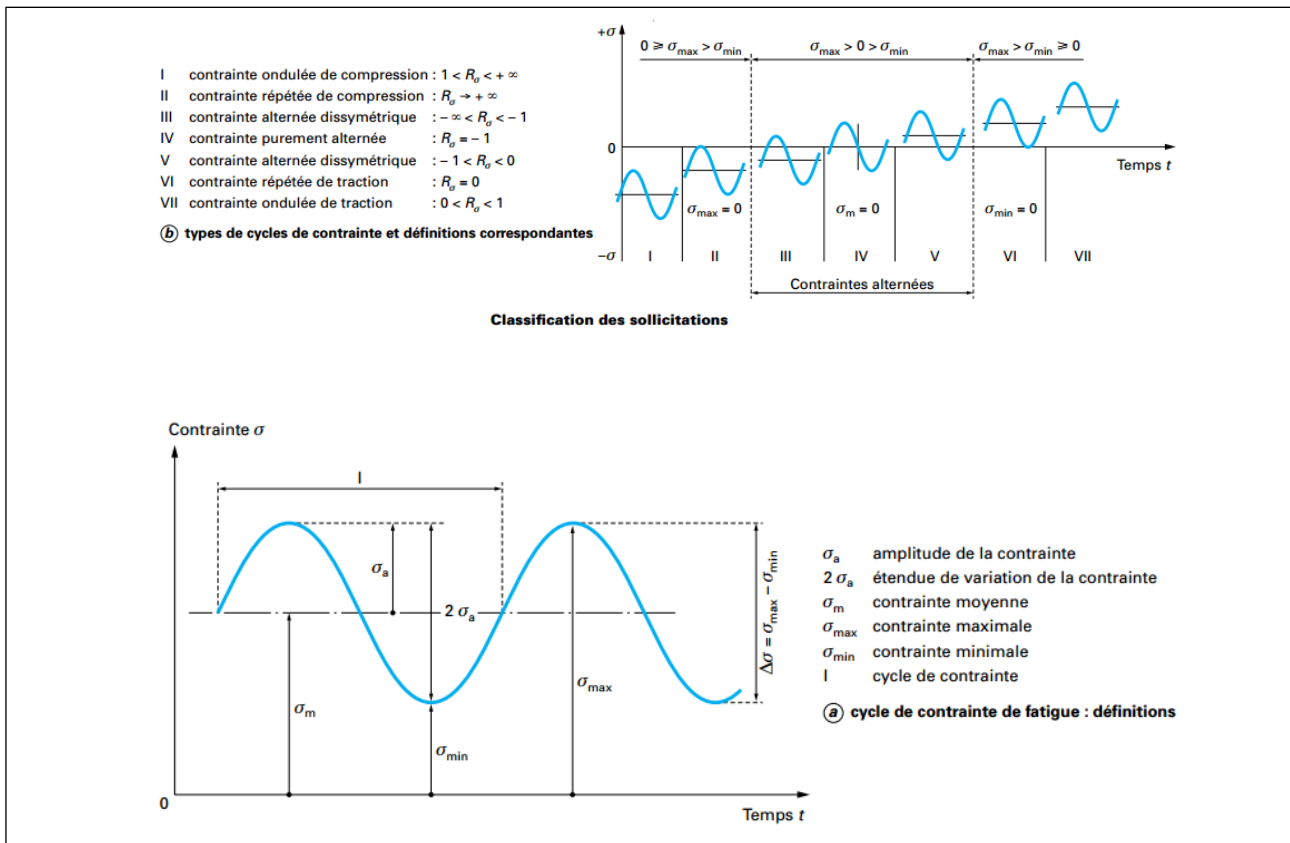 +σ
0 ⩾ σmax > σmin
σmax > 0 > σmin
σmax > σmin ⩾ 0
I contrainte ondulée de compression : 1 < Rσ < + ∞
II contrainte répétée de compression : Rσ → + ∞
III contrainte alternée dissymétrique : – ∞ < Rσ < – 1
IV contrainte purement alternée : Rσ = – 1
V contrainte alternée dissymétrique : – 1 < Rσ < 0
VI contrainte répétée de traction : Rσ = 0
VII contrainte ondulée de traction : 0 < Rσ < 1
ⓑ types de cycles de contrainte et définitions correspondantes
0
Temps t
σmax = 0
σm = 0
σmin = 0
–σ
I II III IV V VI VII
Contraintes alternées
Classification des sollicitations
Contrainte σ
I
σa
2 σa
σm
σmin
σmax
Δσ = σmax – σmin
0
Temps t
σa amplitude de la contrainte
2 σa étendue de variation de la contrainte
σm contrainte moyenne
σmax contrainte maximale
σmin contrainte minimale
I cycle de contrainte
ⓐ cycle de contrainte de fatigue : définitions